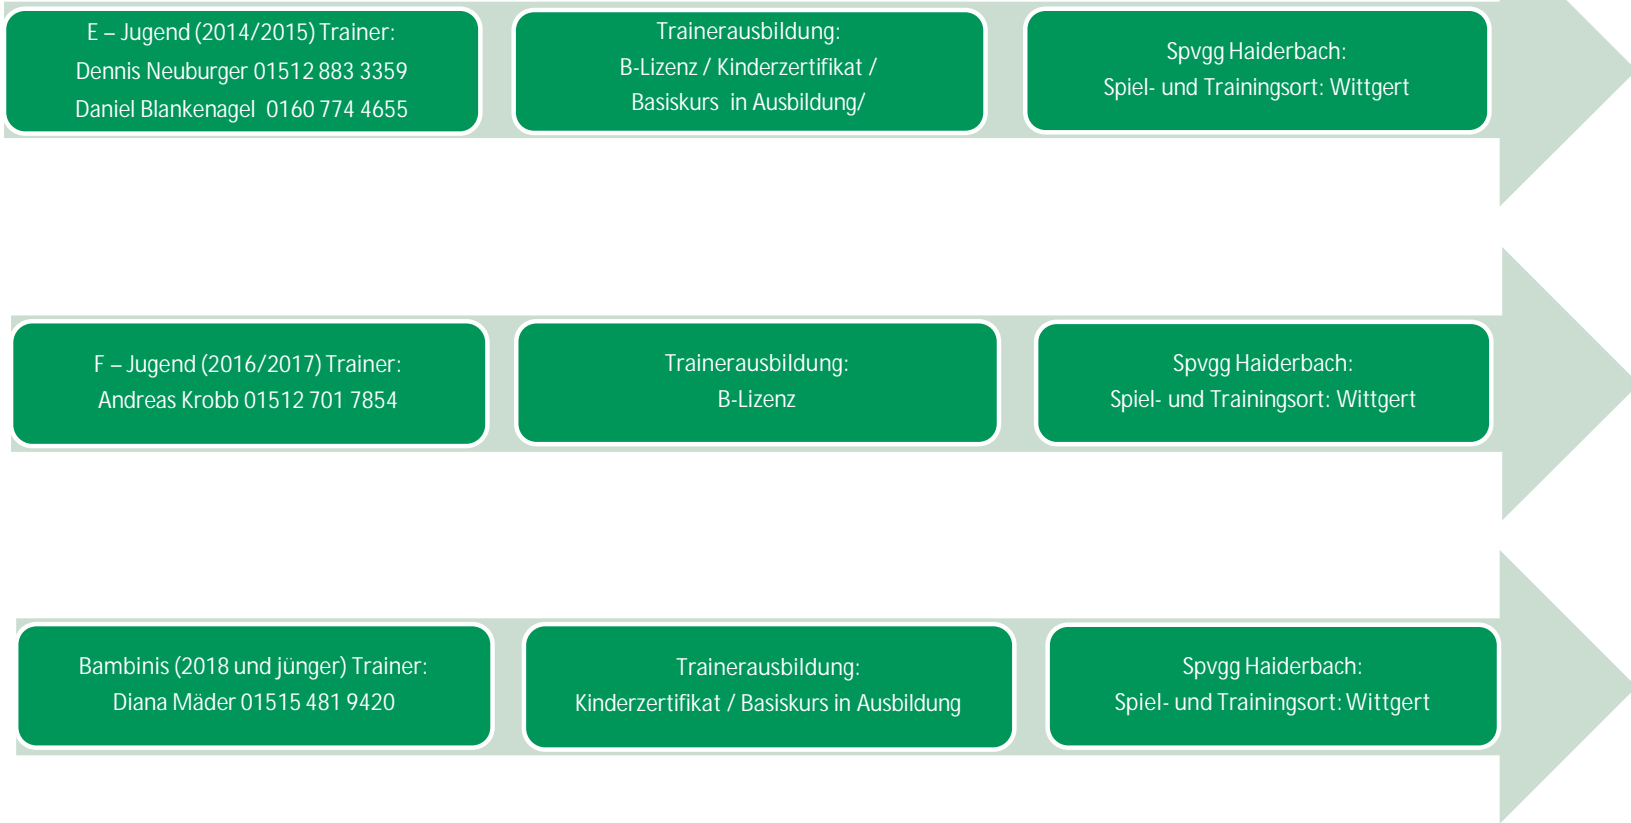 E – Jugend (2014/2015) Trainer:
Dennis Neuburger 01512 883 3359
Daniel Blankenagel 0160 774 4655
Trainerausbildung:
B-Lizenz / Kinderzertifikat /
Basiskurs in Ausbildung/
Spvgg Haiderbach:
Spiel- und Trainingsort: Wittgert
F – Jugend (2016/2017) Trainer:
Andreas Krobb 01512 701 7854
Trainerausbildung:
B-Lizenz
Spvgg Haiderbach:
Spiel- und Trainingsort: Wittgert
Bambinis (2018 und jünger) Trainer:
Diana Mäder 01515 481 9420
Trainerausbildung:
Kinderzertifikat / Basiskurs in Ausbildung
Spvgg Haiderbach:
Spiel- und Trainingsort: Wittgert